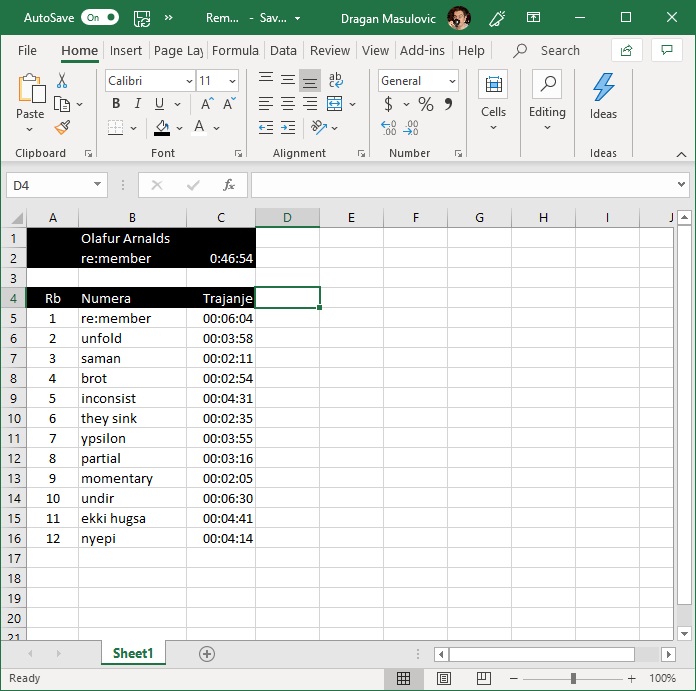 AutoSave On » Rem... - Sav... Dragan Masulovic
File Home Insert Page Lay Formula Data Review View Add-ins Help Search
Calibri 11 ab General
Paste B I U A A $ % Cells Editing Ideas
Clipboard Font Alignment Number Ideas
D4 fx
A B C D E F G H I J
1 Olafur Arnalds
2 re:member 0:46:54
3
4 Rb Numera Trajanje
5 1 re:member 00:06:04
6 2 unfold 00:03:58
7 3 saman 00:02:11
8 4 brot 00:02:54
9 5 inconsist 00:04:31
10 6 they sink 00:02:35
11 7 ypsilon 00:03:55
12 8 partial 00:03:16
13 9 momentary 00:02:05
14 10 undir 00:06:30
15 11 ekki hugsa 00:04:41
16 12 nyepi 00:04:14
17
18
19
20
21
Sheet1
Ready 100%